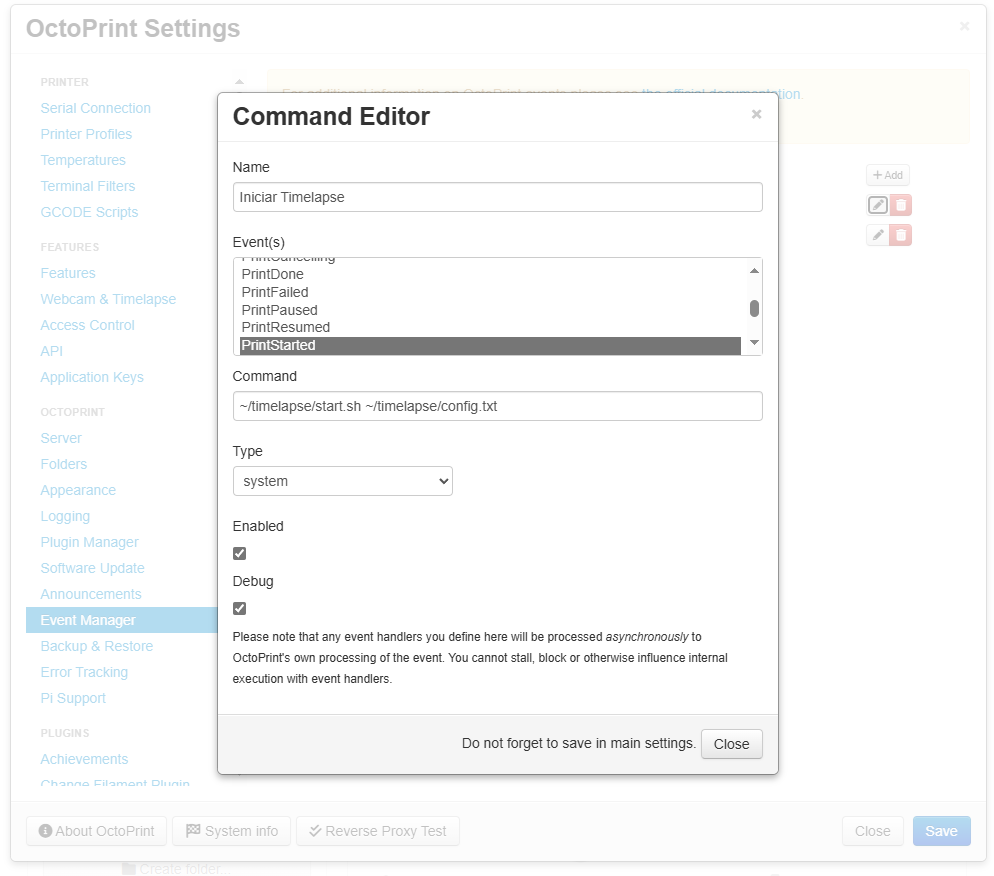 OctoPrint Settings
PRINTER
Serial Connection
Printer Profiles
Temperatures
Terminal Filters
GCODE Scripts
FEATURES
Features
Webcam & Timelapse
Access Control
API
Application Keys
OCTOPRINT
Server
Folders
Appearance
Logging
Plugin Manager
Software Update
Announcements
Event Manager
Backup & Restore
Error Tracking
Pi Support
PLUGINS
Achievements
Change Filament Plugin
For additional information on OctoPrint events please see the official documentation.
Add
Command Editor
Name
Iniciar Timelapse
Event(s)
PrintCancelling
PrintDone
PrintFailed
PrintPaused
PrintResumed
PrintStarted
Command
~/timelapse/start.sh ~/timelapse/config.txt
Type
system
Enabled
Debug
Please note that any event handlers you define here will be processed asynchronously to
OctoPrint's own processing of the event. You cannot stall, block or otherwise influence internal
execution with event handlers.
Do not forget to save in main settings.
Close
About OctoPrint
System info
Reverse Proxy Test
Close
Save
Create folder...